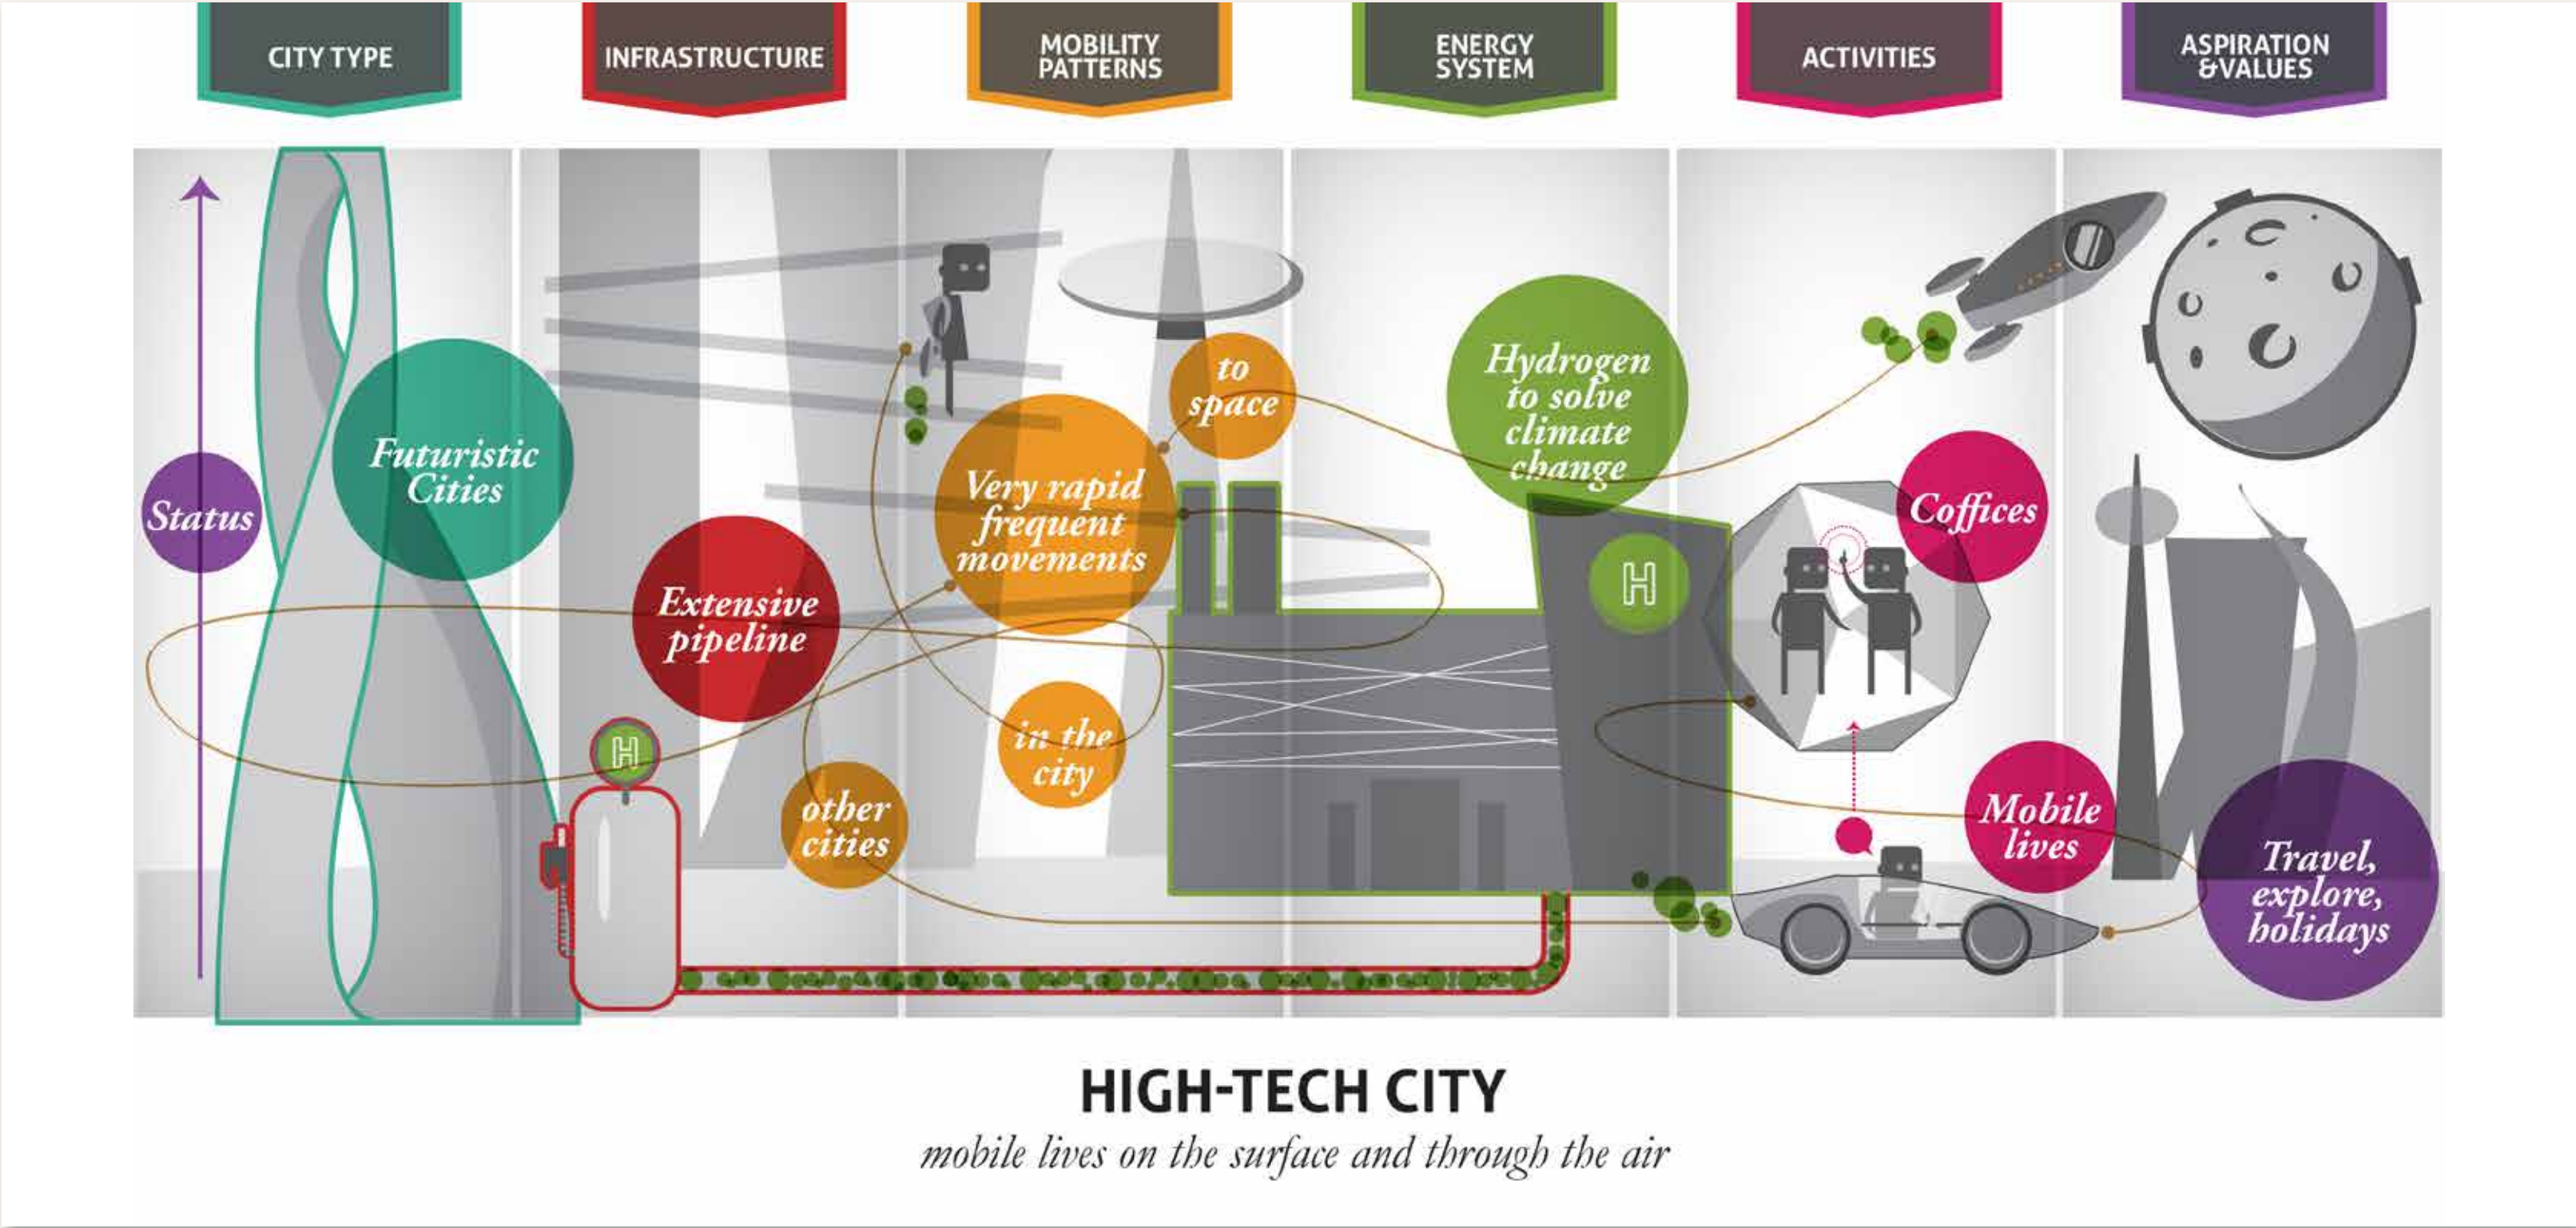 CITY TYPE
INFRASTRUCTURE
MOBILITY
PATTERNS
ENERGY
SYSTEM
ACTIVITIES
ASPIRATION
&VALUES
Status
Futuristic
Cities
Extensive
pipeline
H
Very rapid
frequent
movements
to
space
in the
city
other
cities
Hydrogen
to solve
climate
change
H
Coffices
Mobile
lives
Travel,
explore,
holidays
HIGH-TECH CITY
mobile lives on the surface and through the air